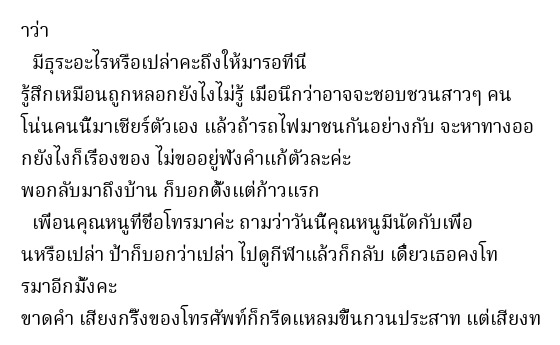 าว่า
มีธุระอะไรหรือเปล่าคะถึงให้มารอที่นี่
รู้สึกเหมือนถูกหลอกยังไงไม่รู้ เมื่อนึกว่าอาจจะชอบชวนสาวๆ คน
โน่นคนนี้มาเชียร์ตัวเอง แล้วถ้ารถไฟมาชนกันอย่างกับ จะหาทางออ
กยังไงก็เรื่องของ ไม่ขออยู่ฟังคำแก้ตัวละค่ะ
พอกลับมาถึงบ้าน ก็บอกตั้งแต่ก้าวแรก
เพื่อนคุณหนูที่ชื่อโทรมาค่ะ ถามว่าวันนี้คุณหนูมีนัดกับเพื่อ
นหรือเปล่า ป้าก็บอกว่าเปล่า ไปดูกีฬาแล้วก็กลับ เดี๋ยวเธอคงโท
รมาอีกมั้งคะ
ขาดคำ เสียงกริ๊งของโทรศัพท์ก็กรีดแหลมขึ้นกวนประสาท แต่เสียงท